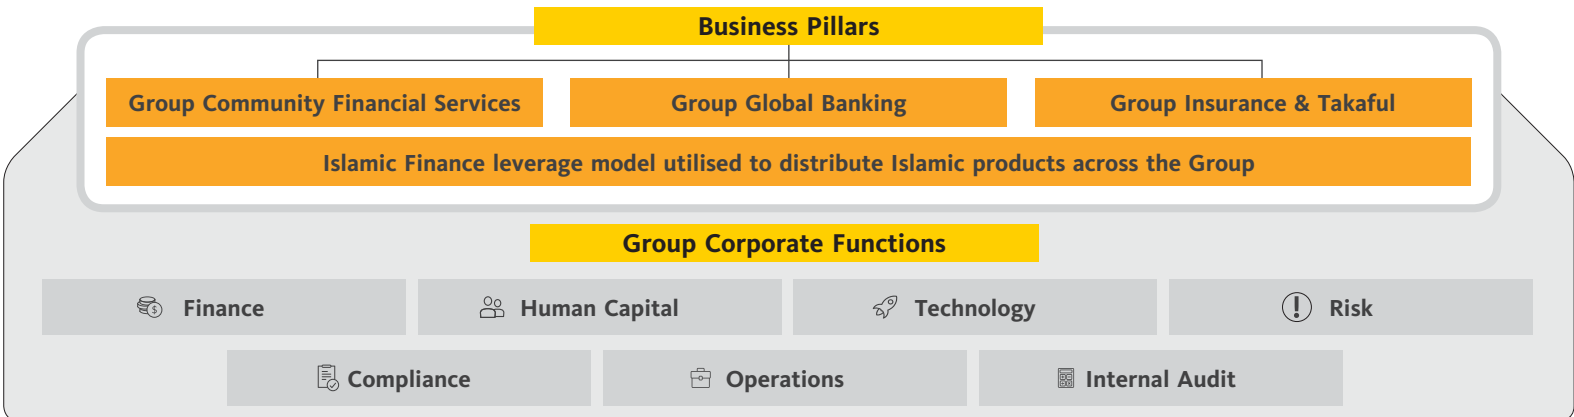 Business Pillars
Group Community Financial Services
Group Global Banking
Group Insurance & Takaful
Islamic Finance leverage model utilised to distribute Islamic products across the Group
Group Corporate Functions
Finance
Human Capital
Technology
Risk
Compliance
Operations
Internal Audit